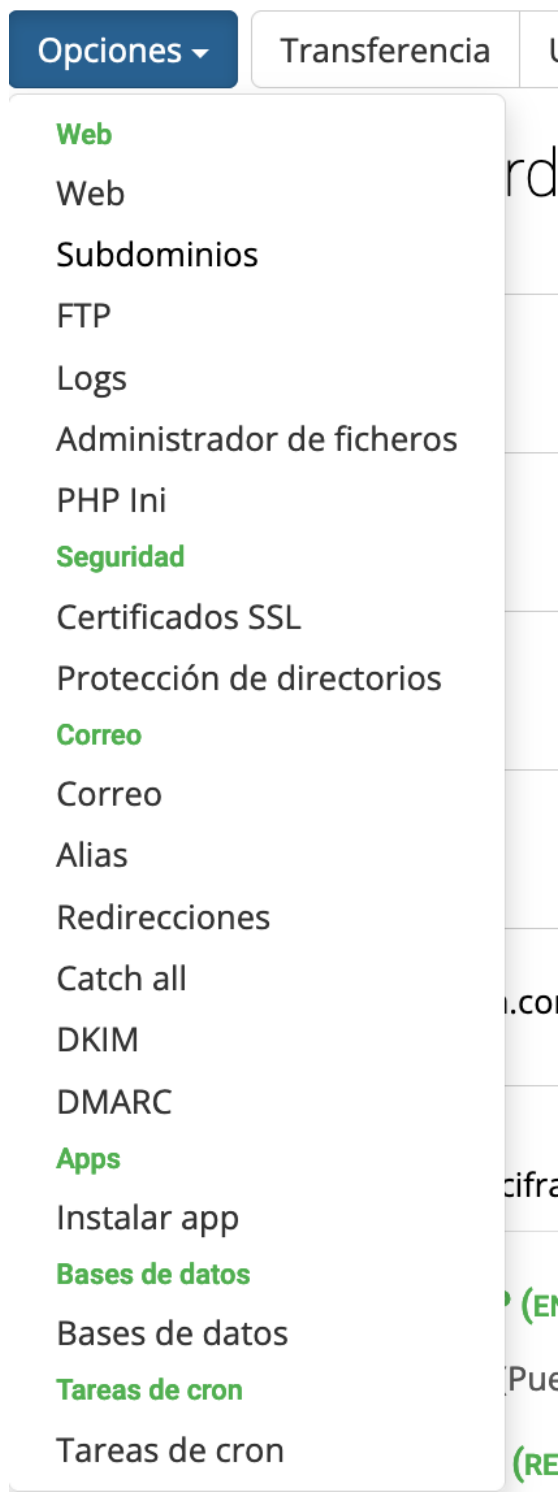 Opciones
Transferencia
Web
Web
Subdominios
FTP
Logs
Administrador de ficheros
PHP Ini
Seguridad
Certificados SSL
Protección de directorios
Correo
Correo
Alias
Redirecciones
Catch all
DKIM
DMARC
Apps
Instalar app
Bases de datos
Bases de datos
Tareas de cron
Tareas de cron